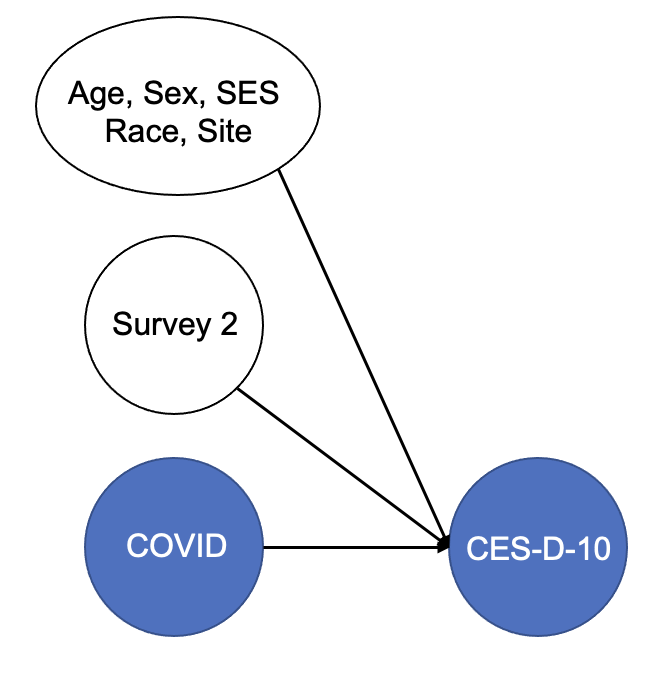 Age, Sex, SES
Race, Site
Survey 2
COVID
CES-D-10